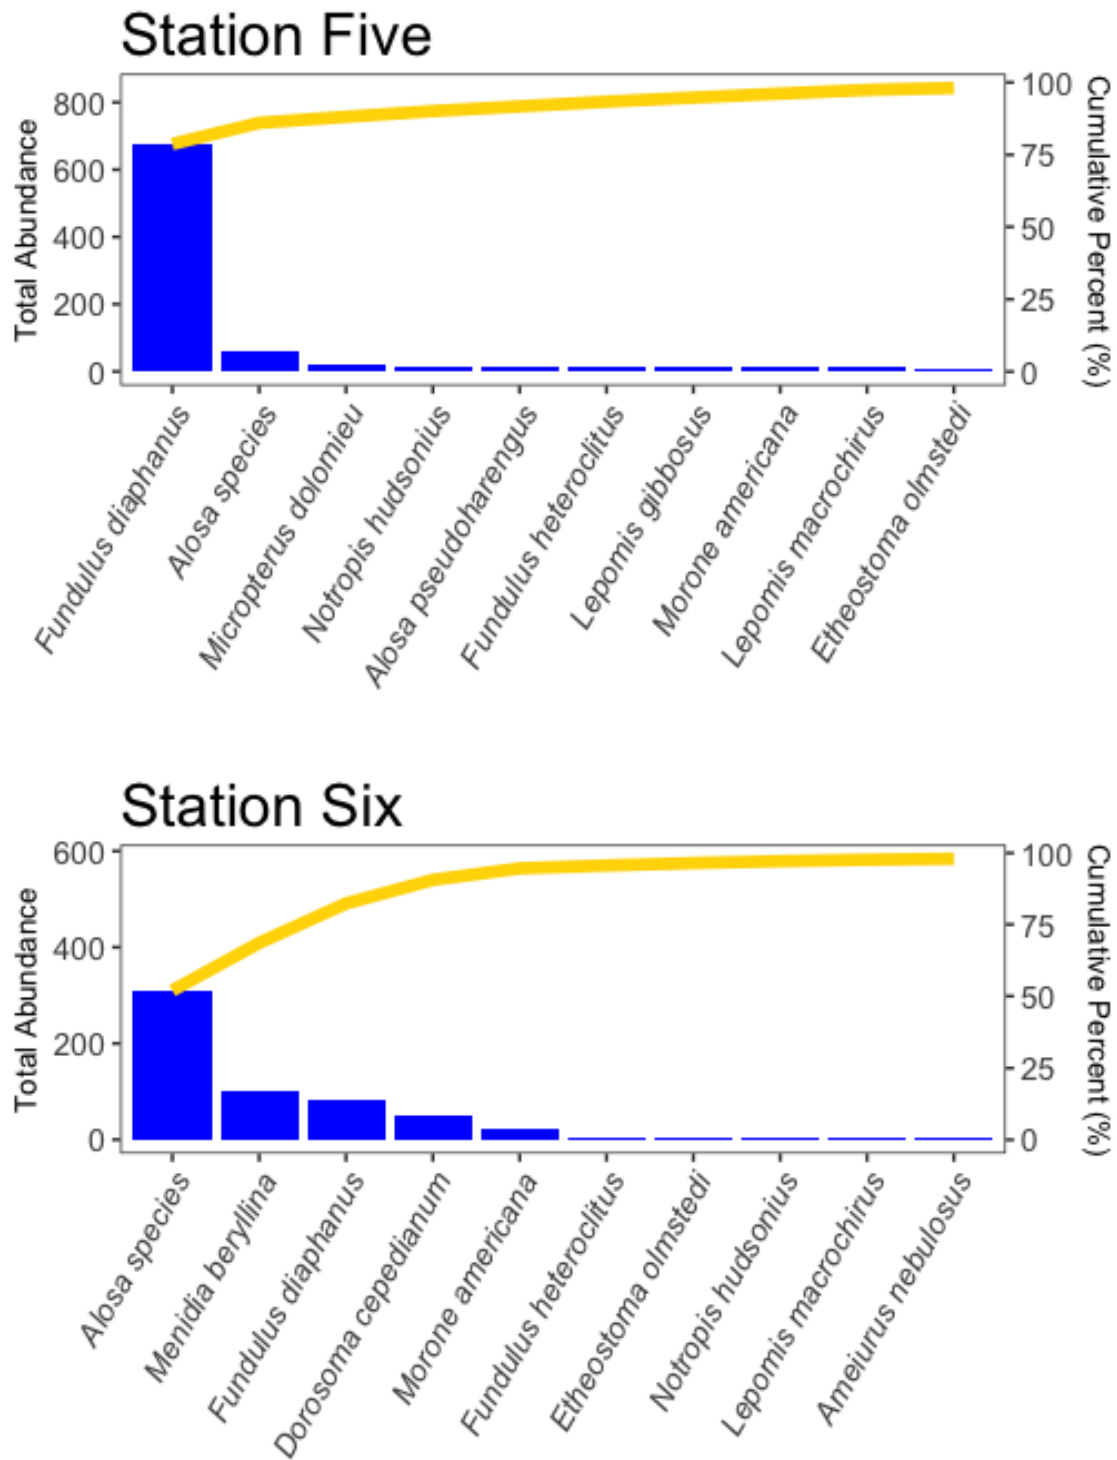 Station Five
Total Abundance
800
600
400
200
0
100
75
50
25
0
Cumulative Percent (%)
Fundulus diaphanus
Alosa species
Micropterus dolomieu
Notropis hudsonius
Alosa pseudoharengus
Fundulus heteroclitus
Lepomis gibbosus
Morone americana
Lepomis macrochirus
Etheostoma olmstedi
Station Six
Total Abundance
600
400
200
0
100
75
50
25
0
Cumulative Percent (%)
Alosa species
Menidia beryllina
Fundulus diaphanus
Dorosoma cepedianum
Morone americana
Fundulus heteroclitus
Etheostoma olmstedi
Notropis hudsonius
Lepomis macrochirus
Ameiurus nebulosus